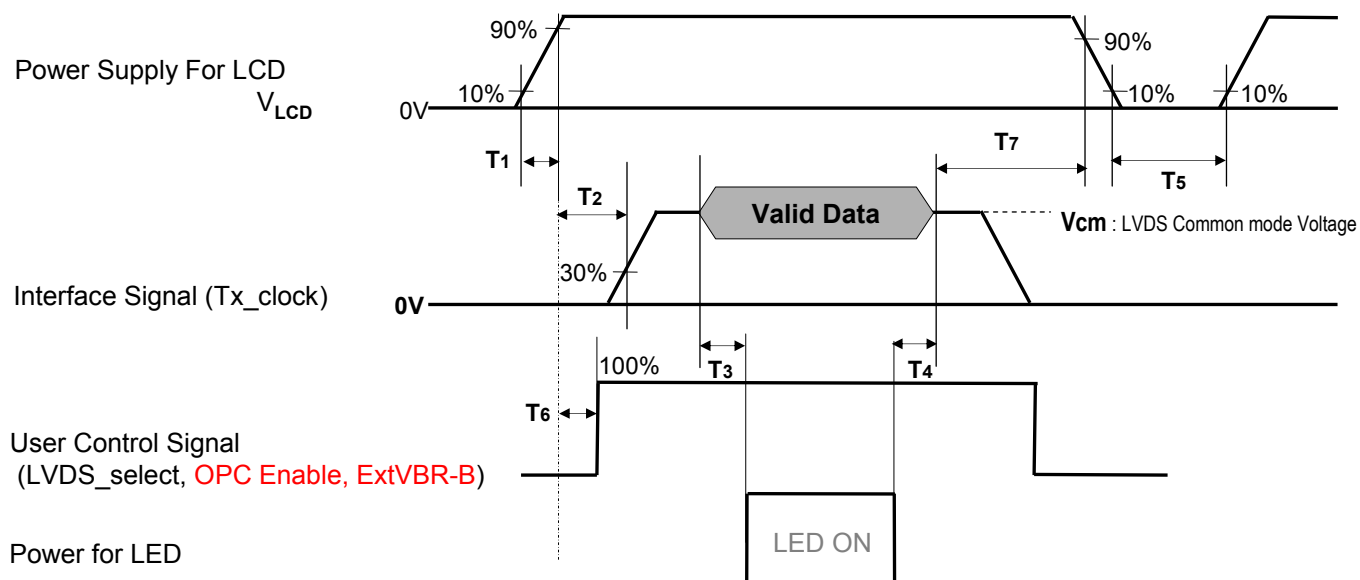 90%
90%
Power Supply For LCD
VLCD
10%
10%
10%
0V
T1
T7
T2
T5
Valid Data
Vcm : LVDS Common mode Voltage
30%
Interface Signal (Tx_clock)
0V
100%
T3
T4
T6
User Control Signal
(LVDS_select, OPC Enable, ExtVBR-B)
LED ON
Power for LED